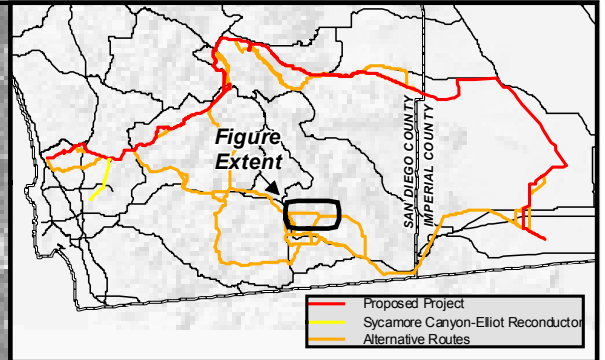 Figure
Extent
SAN DIEGO COUNTY
IMPERIAL COUNTY
Proposed Project
Sycamore Canyon-Elliot Reconductor
Alternative Routes